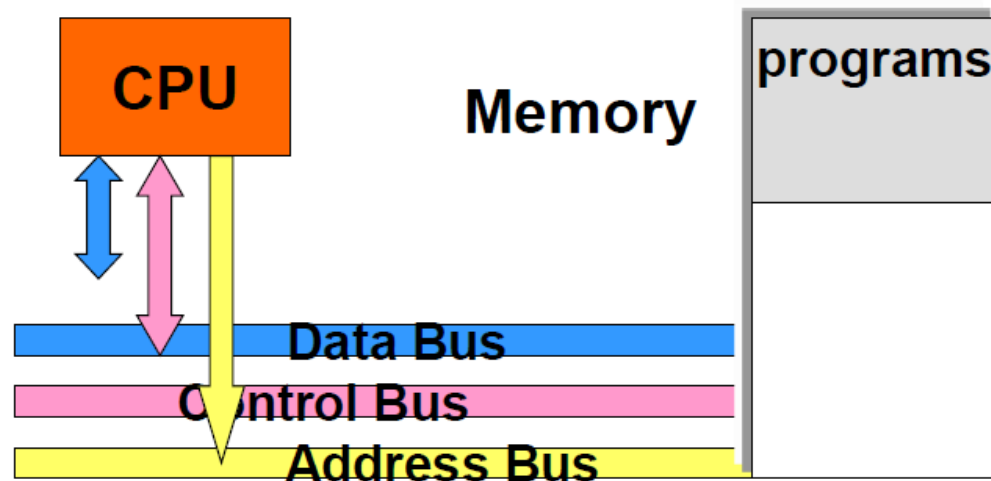 CPU
Memory
programs
Data Bus
Control Bus
Address Bus